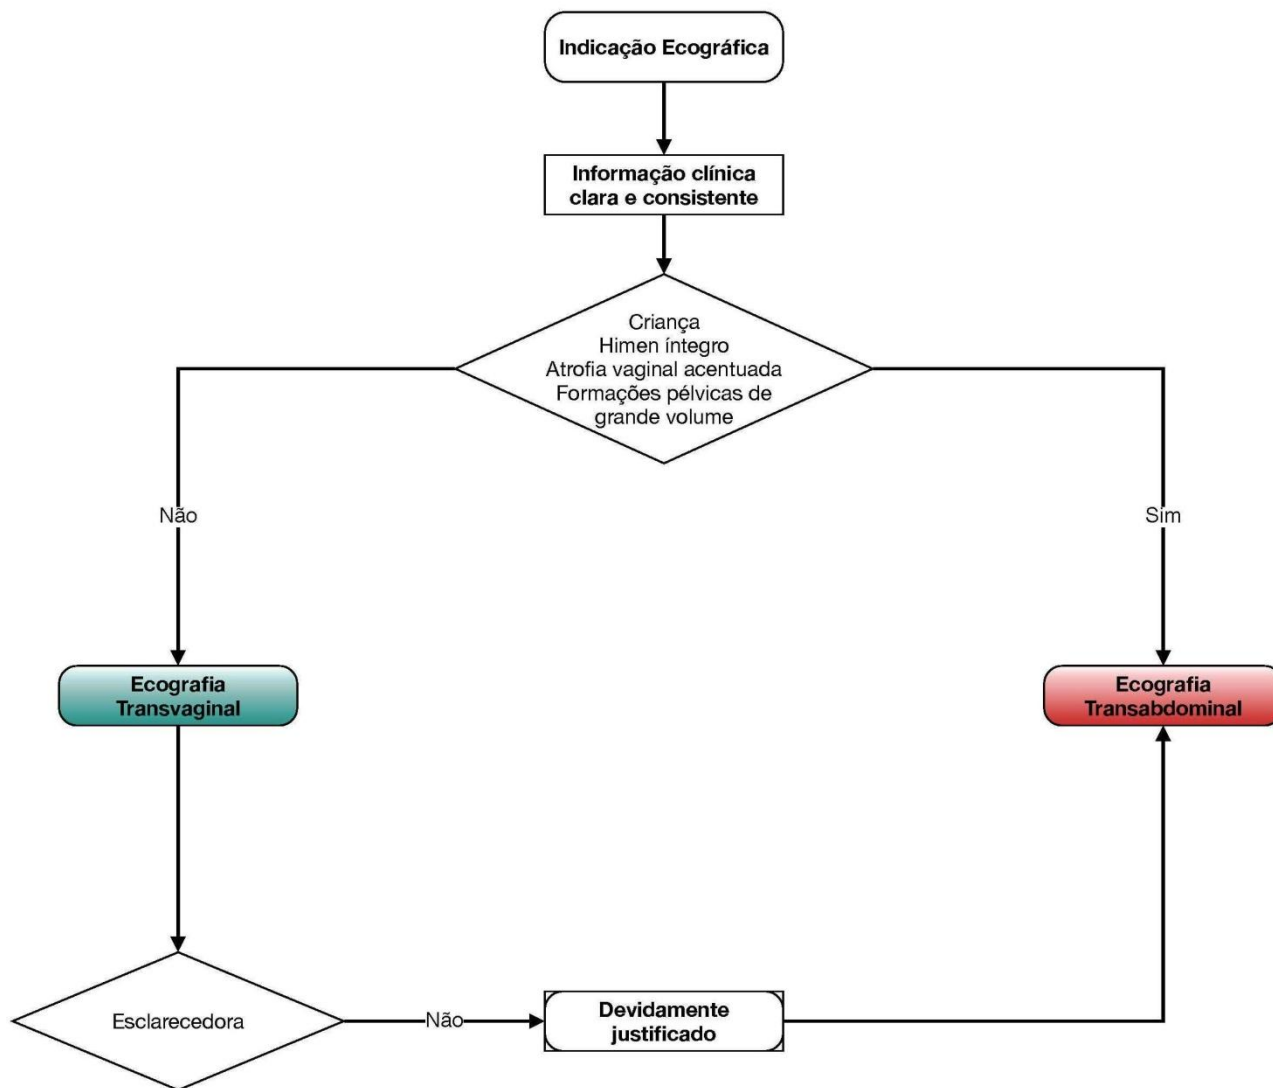 Indicação Ecográfica
Informação clínica
clara e consistente
Criança
Himen íntegro
Atrofia vaginal acentuada
Formações pélvicas de
grande volume
Não
Sim
Ecografia
Transvaginal
Ecografia
Transabdominal
Esclarecedora
Não
Devidamente
justificado